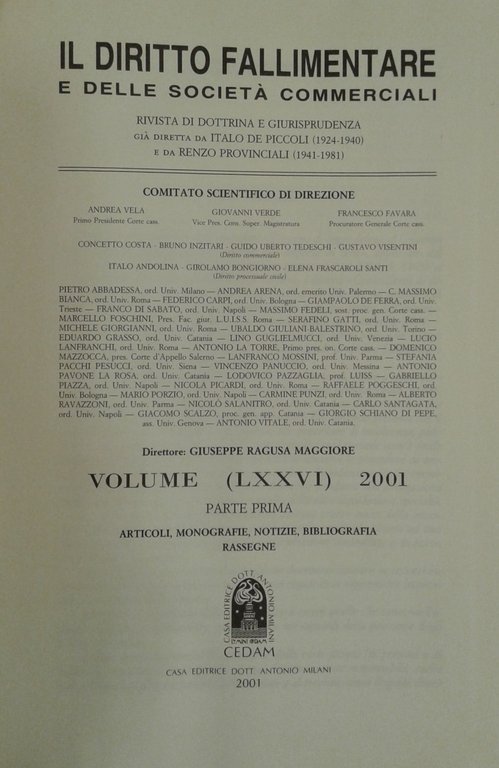 IL DIRITTO FALLIMENTARE
E DELLE SOCIETÀ COMMERCIALI
RIVISTA DI DOTTRINA E GIURISPRUDENZA
GIÀ DIRETTA DA ITALO DE PICCOLI (1924-1940)
E DA RENZO PROVINCIALI (1941-1981)
COMITATO SCIENTIFICO DI DIREZIONE
ANDREA VELA
Primo Presidente Corte cass.
GIOVANNI VERDE
Vice Pres. Cons. Super. Magistratura
FRANCESCO FAVARA
Procuratore Generale Corte cass.
CONCETTO COSTA - BRUNO INZITARI - GUIDO UBERTO TEDESCHI - GUSTAVO VISENTINI
(Diritto commerciale)
ITALO ANDOLINA - GIROLAMO BONGIORNO - ELENA FRASCAROLI SANTI
(Diritto processuale civile)
PIETRO ABBADESSA, ord. Univ. Milano — ANDREA ARENA, ord. emerito Univ. Palermo — C. MASSIMO
BIANCA, ord. Univ. Roma — FEDERICO CARPI, ord. Univ. Bologna — GIAMPAOLO DE FERRA, ord. Univ.
Trieste — FRANCO DI SABATO, ord. Univ. Napoli — MASSIMO FEDELI, sost. proc. gen. Corte cass. —
MARCELLO FOSCHINI, Pres. Fac. giur. L.U.I.S.S. Roma — SERAFINO GATTI, ord. Univ. Roma —
MICHELE GIORGIANNI, ord. Univ. Roma — UBALDO GIULIANI-BALESTRINO, ord. Univ. Torino —
EDUARDO GRASSO, ord. Univ. Catania — LINO GUGLIELMUCCI, ord. Univ. Venezia — LUCIO
LANFRANCHI, ord. Univ. Roma — ANTONIO LA TORRE, Primo pres. on. Corte cass. — DOMENICO
MAZZOCCA, pres. Corte d'Appello Salerno — LANFRANCO MOSSINI, prof. Univ. Parma — STEFANIA
PACCHI PESUCCI, ord. Univ. Siena — VINCENZO PANUCCIO, ord. Univ. Messina — ANTONIO
PAVONE LA ROSA, ord. Univ. Catania — LODOVICO PAZZAGLIA, prof. LUISS — GABRIELLO
PIAZZA, ord. Univ. Napoli — NICOLA PICARDI, ord. Univ. Roma — RAFFAELE POGGESCHI, ord.
Univ. Bologna — MARIO PORZIO, ord. Univ. Napoli — CARMINE PUNZI, ord. Univ. Roma — ALBERTO
RAVAZZONI, ord. Univ. Parma — NICOLÒ SALANITRO, ord. Univ. Catania — CARLO SANTAGATA,
ord. Univ. Napoli — GIACOMO SCALZO, proc. gen. app. Catania — GIORGIO SCHIANO DI PEPE,
ass. Univ. Genova — ANTONIO VITALE, ord. Univ. Catania.
Direttore: GIUSEPPE RAGUSA MAGGIORE
VOLUME (LXXVI) 2001
PARTE PRIMA
ARTICOLI, MONOGRAFIE, NOTIZIE, BIBLIOGRAFIA
RASSEGNE
CASA EDITRICE DOTT. ANTONIO MILANI
CEDAM
CASA EDITRICE DOTT. ANTONIO MILANI
2001